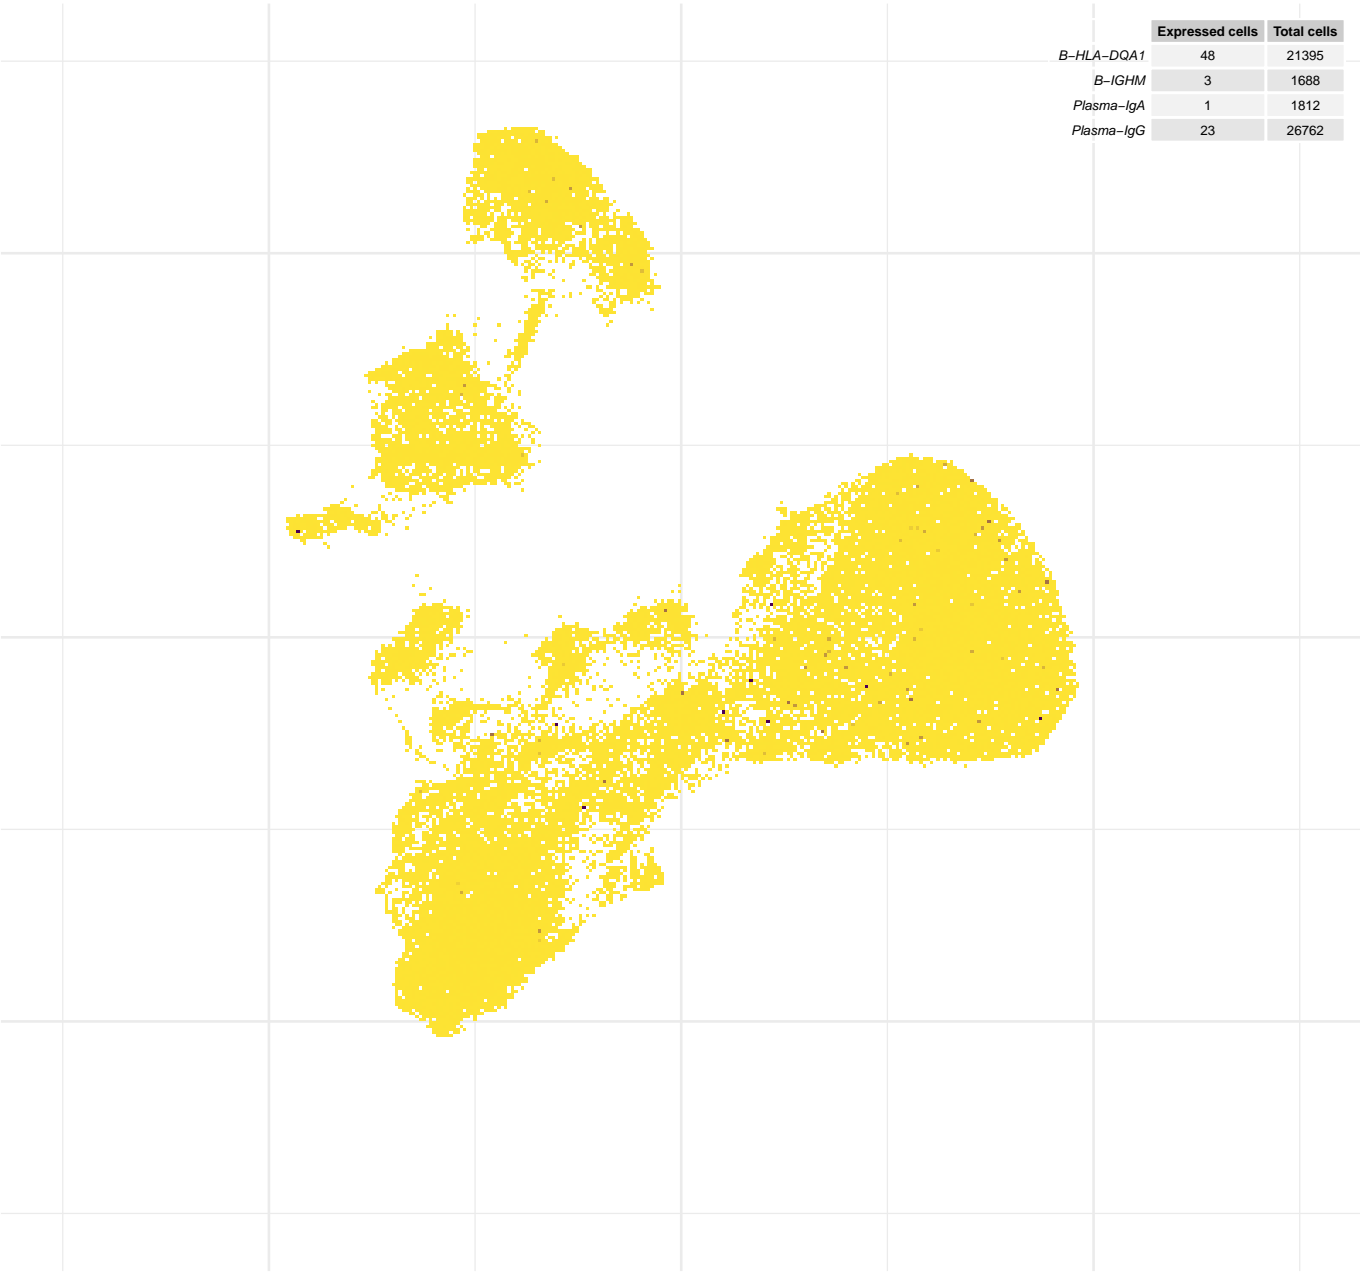 Expressed cells Total cells
B−HLA−DQA1 48 21395
B−IGHM 3 1688
Plasma−IgA 1 1812
Plasma−IgG 23 26762